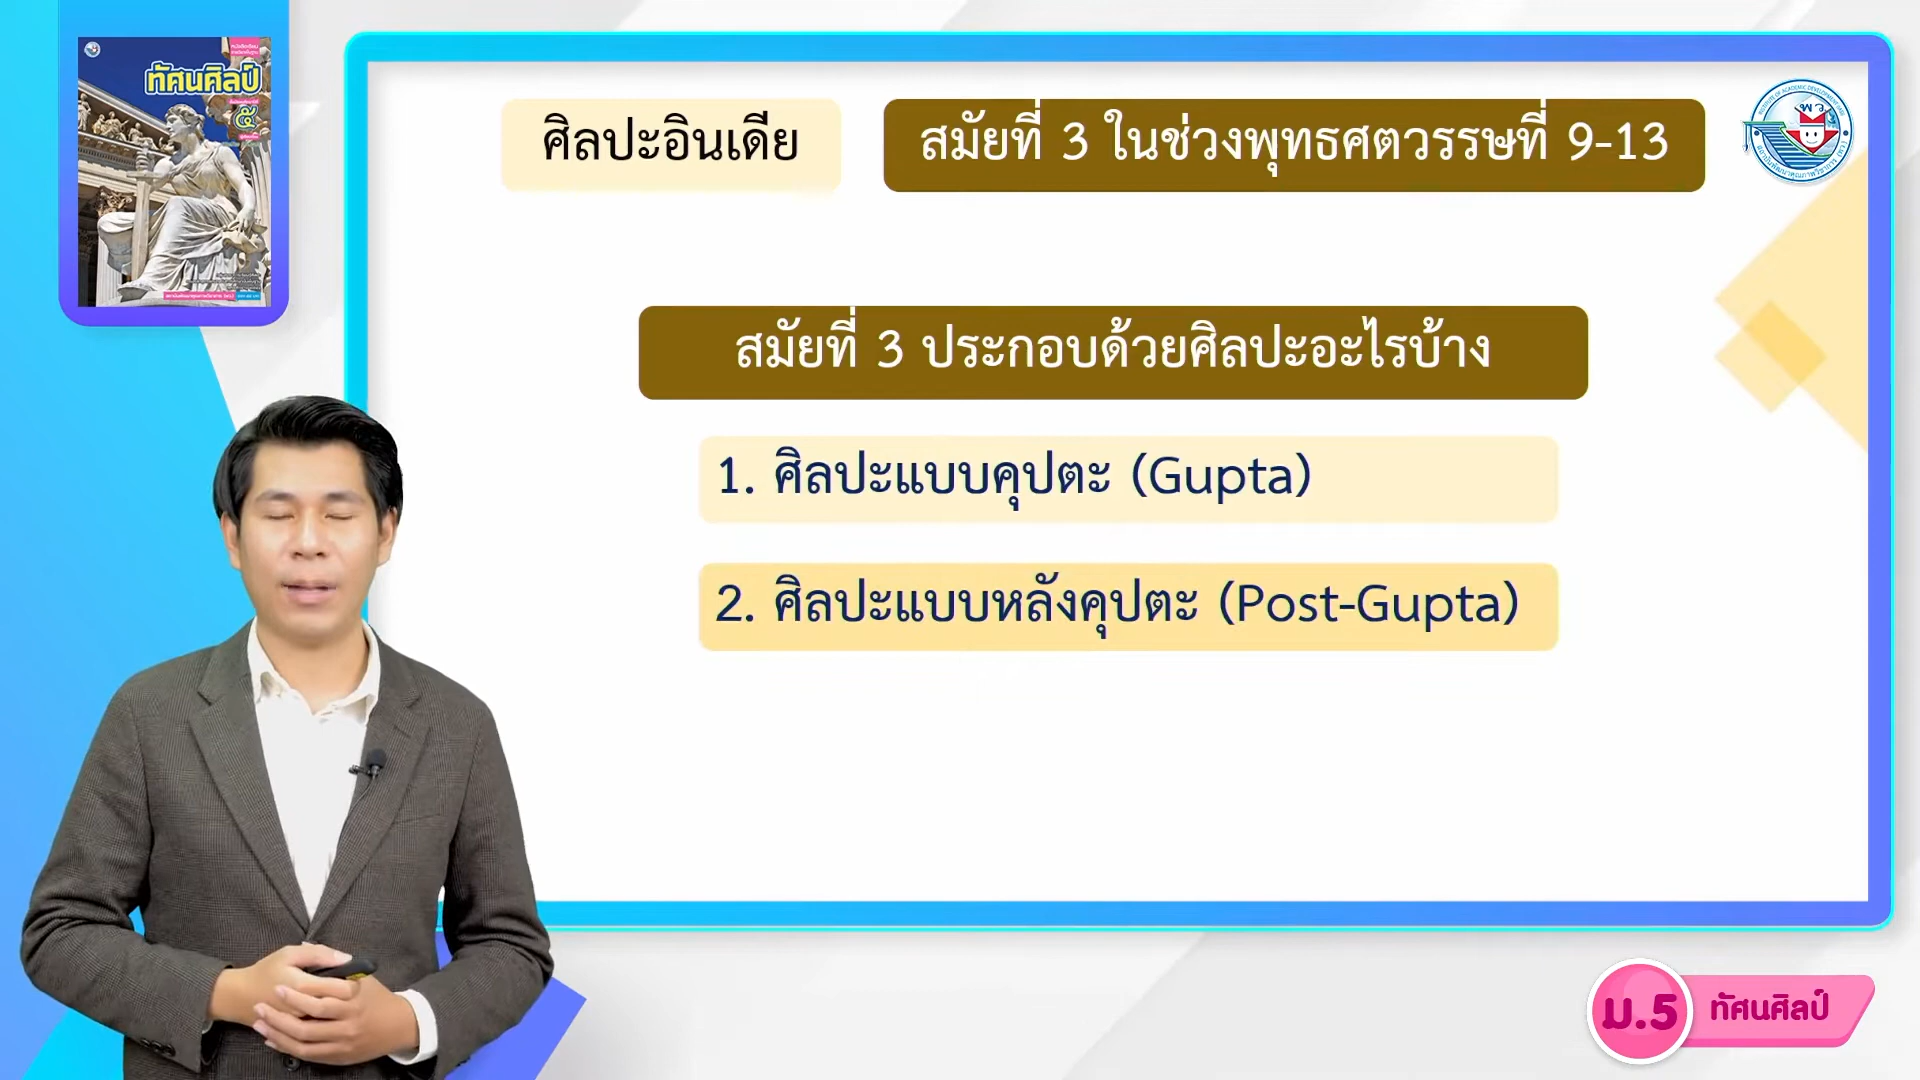 ทัศนศิลป์
๕
ศิลปะอินเดีย
สมัยที่ 3 ในช่วงพุทธศตวรรษที่ 9-13
พว
สมัยที่ 3 ประกอบด้วยศิลปะอะไรบ้าง
1. ศิลปะแบบคุปตะ (Gupta)
2. ศิลปะแบบหลังคุปตะ (Post-Gupta)
ม.5
ทัศนศิลป์